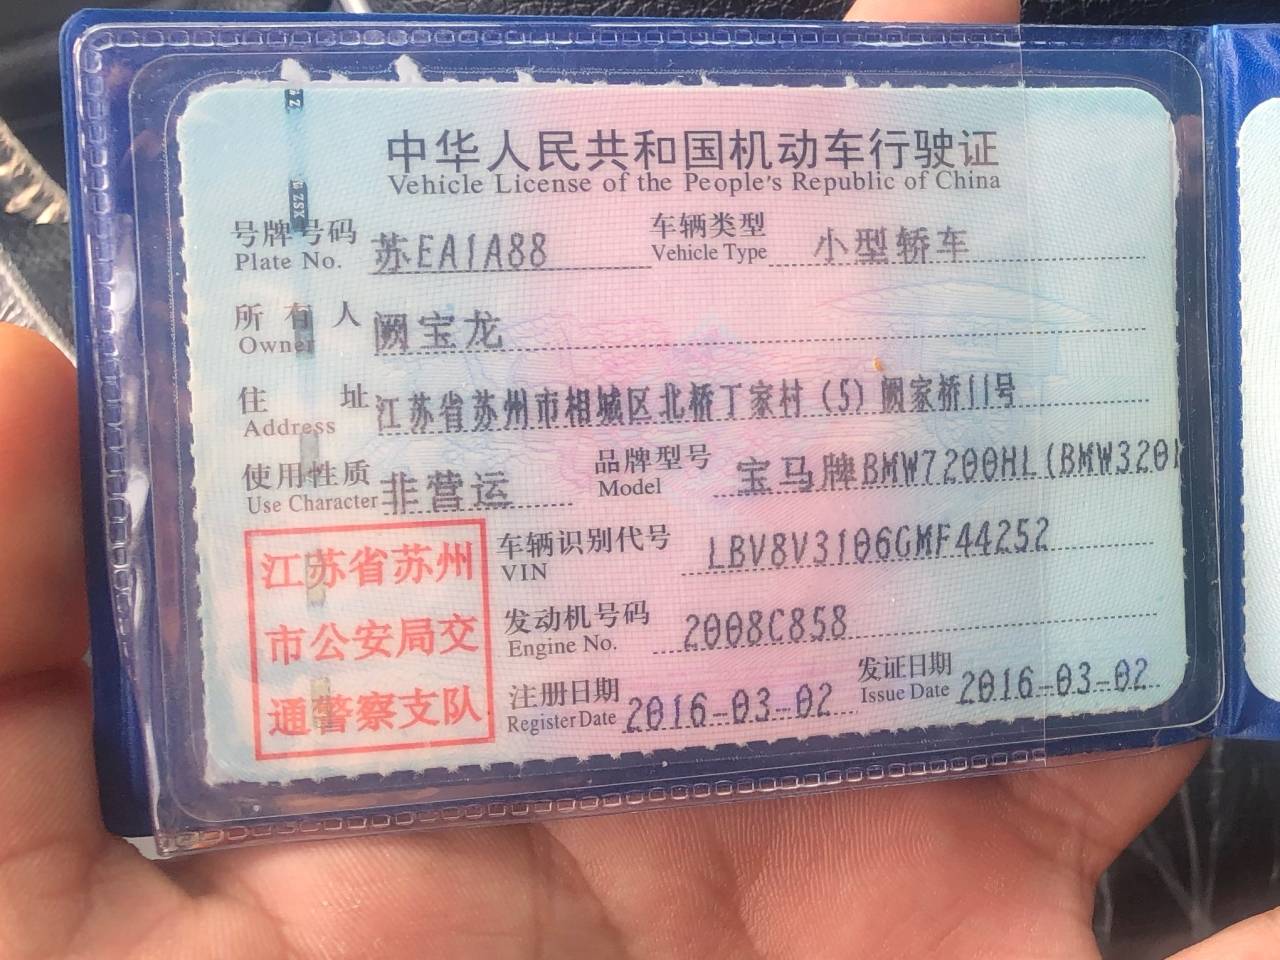 中华人民共和国机动车行驶证
Vehicle License of the People's Republic of China
号牌号码 苏EA1A88 车辆类型 小型轿车
Plate No. Vehicle Type
所有人 阙宝龙
Owner
住址 江苏省苏州市相城区北桥丁家村(5)阙家桥11号
Address
使用性质 非营运 品牌型号 宝马牌BMW7200HL(BMW320
Use Character Model
江苏省苏州
市公安局交
通警察支队
车辆识别代号 LBV8V3106GMF44252
VIN
发动机号码 2008C858
Engine No.
注册日期 2016-03-02 发证日期 2016-03-02
Register Date Issue Date
ZSX